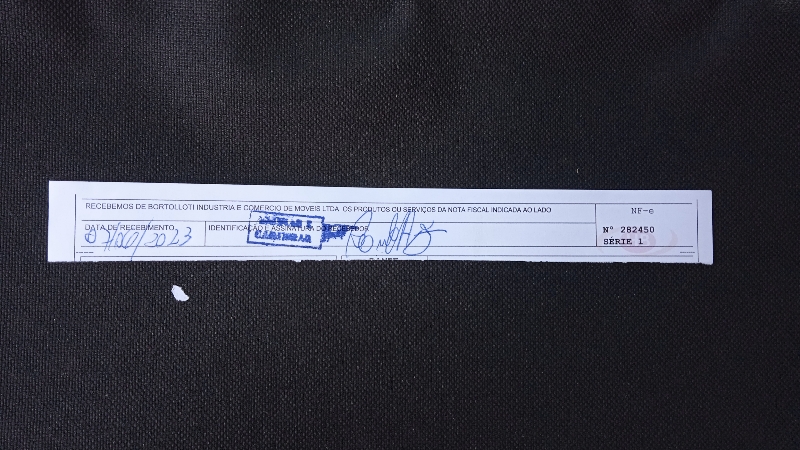 RECEBEMOS DE BORTOLLOTI INDUSTRIA E COMERCIO DE MOVEIS LTDA OS PRODUTOS OU SERVIÇOS DA NOTA FISCAL INDICADA AO LADO
NF-e
DATA DE RECEBIMENTO
IDENTIFICAÇÃO E ASSINATURA DO RECEBEDOR
Nº 282450
SÉRIE 1